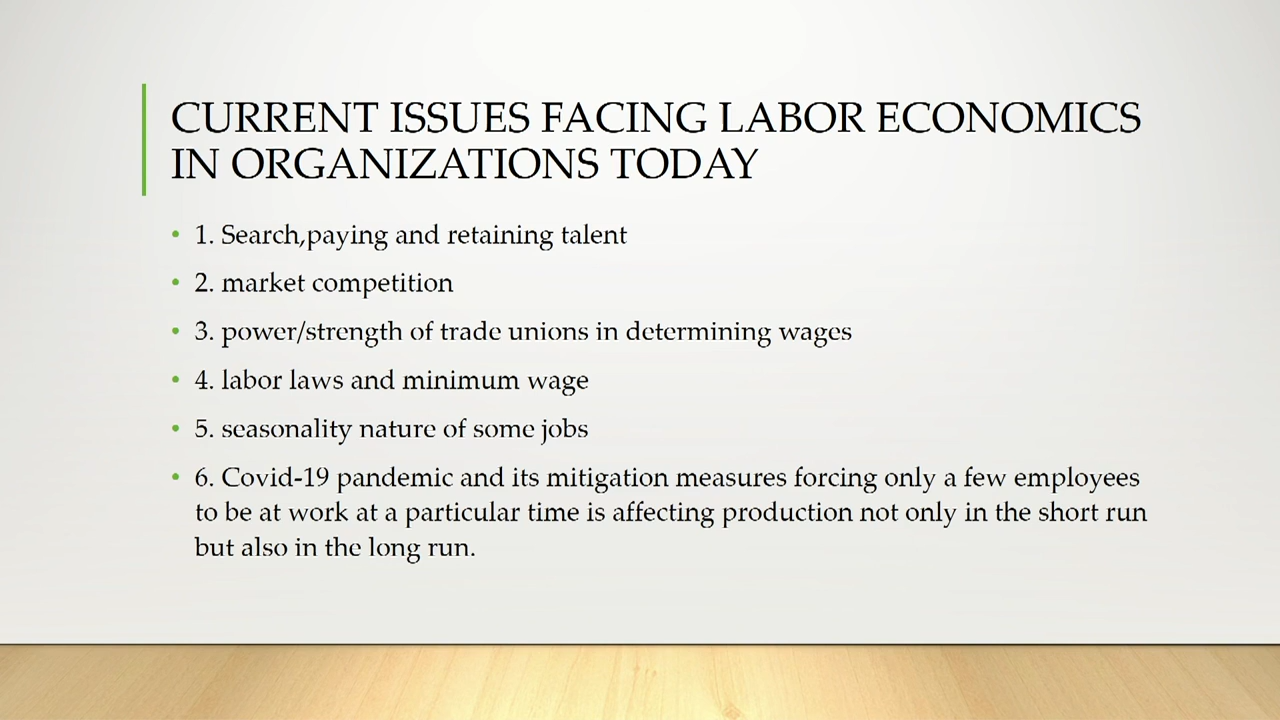 CURRENT ISSUES FACING LABOR ECONOMICS
IN ORGANIZATIONS TODAY
• 1. Search,paying and retaining talent
• 2. market competition
• 3. power/strength of trade unions in determining wages
• 4. labor laws and minimum wage
• 5. seasonality nature of some jobs
• 6. Covid-19 pandemic and its mitigation measures forcing only a few employees
to be at work at a particular time is affecting production not only in the short run
but also in the long run.